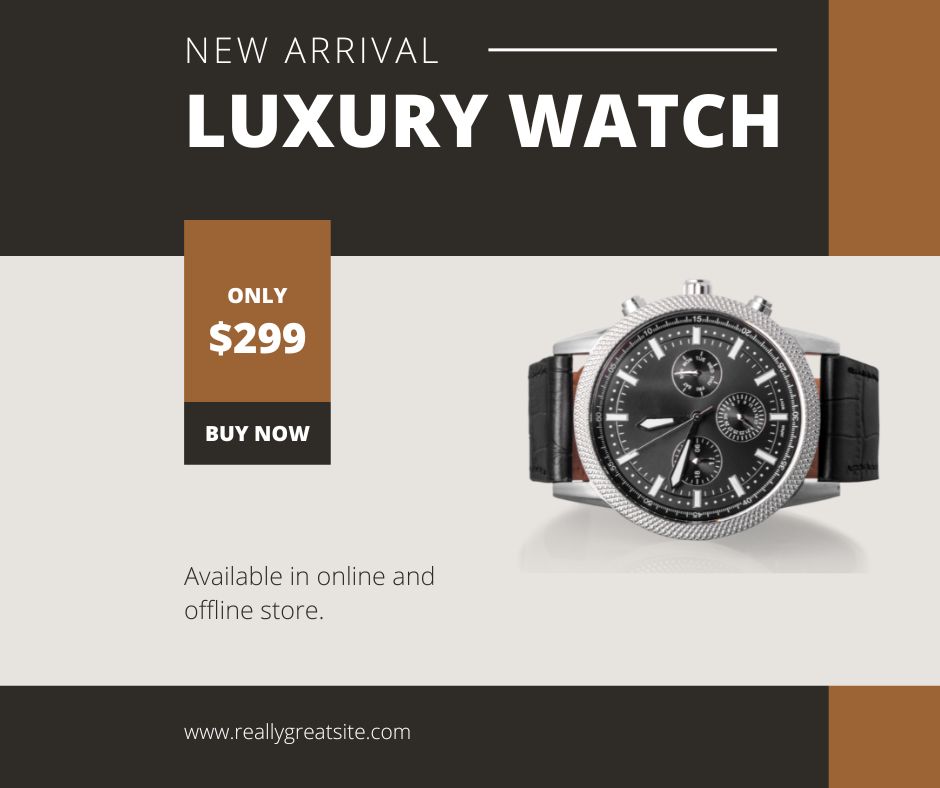 NEW ARRIVAL
LUXURY WATCH
ONLY
$299
BUY NOW
Available in online and
offline store.
www.reallygreatsite.com